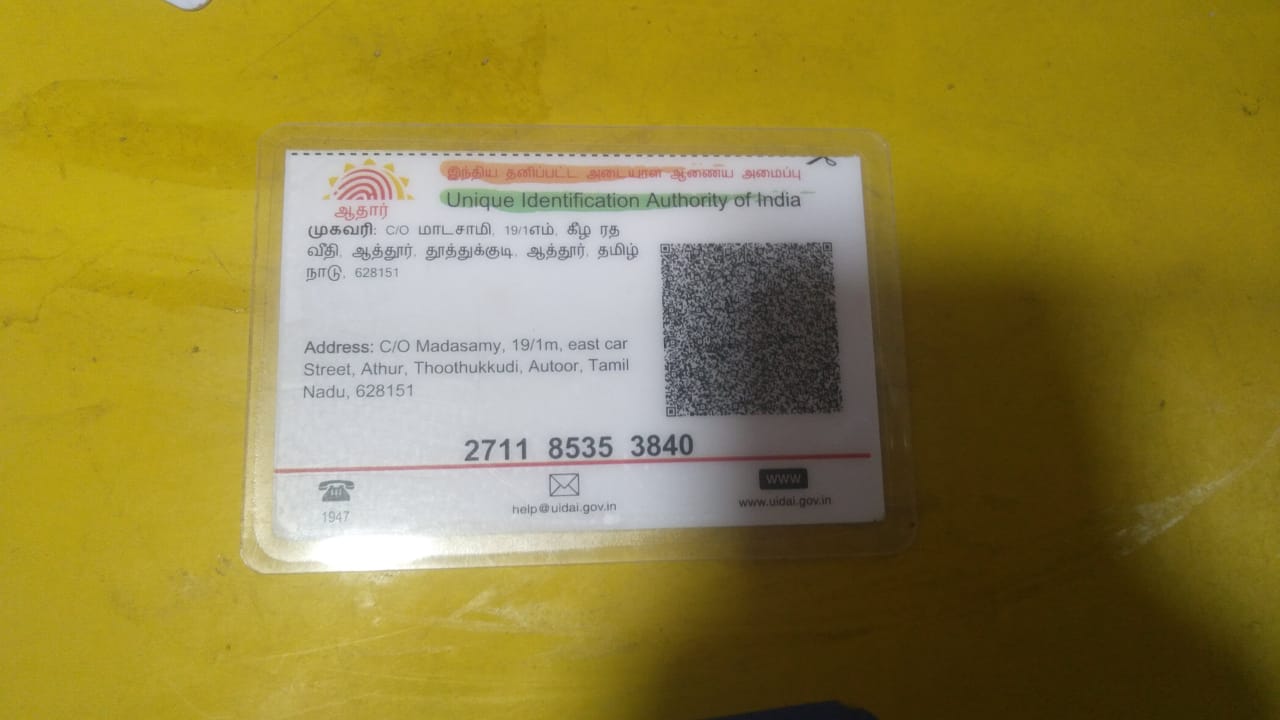 இந்திய தனிப்பட்ட அடையாள ஆணைய அமைப்பு
Unique Identification Authority of India
ஆதார்
முகவரி: C/O மாடசாமி, 19/1எம், கீழ ரத
வீதி, ஆத்தூர், தூத்துக்குடி, ஆத்தூர், தமிழ்
நாடு, 628151
Address: C/O Madasamy, 19/1m, east car
Street, Athur, Thoothukkudi, Autoor, Tamil
Nadu, 628151
2711 8535 3840
1947
help@uidai.gov.in
WWW
www.uidai.gov.in